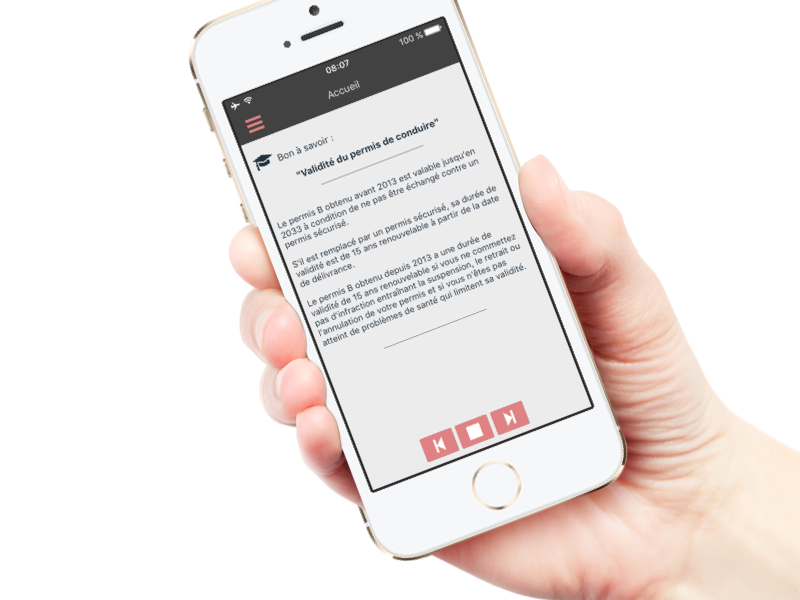 08:07
100 %
Accueil
Bon à savoir :
"Validité du permis de conduire"
Le permis B obtenu avant 2013 est valable jusqu'en
2033 à condition de ne pas être échangé contre un
permis sécurisé.
S'il est remplacé par un permis sécurisé, sa durée de
validité est de 15 ans renouvelable à partir de la date
de délivrance.
Le permis B obtenu depuis 2013 a une durée de
validité de 15 ans renouvelable si vous ne commettez
pas d'infraction entraînant la suspension, le retrait ou
l'annulation de votre permis et si vous n'êtes pas
atteint de problèmes de santé qui limitent sa validité.